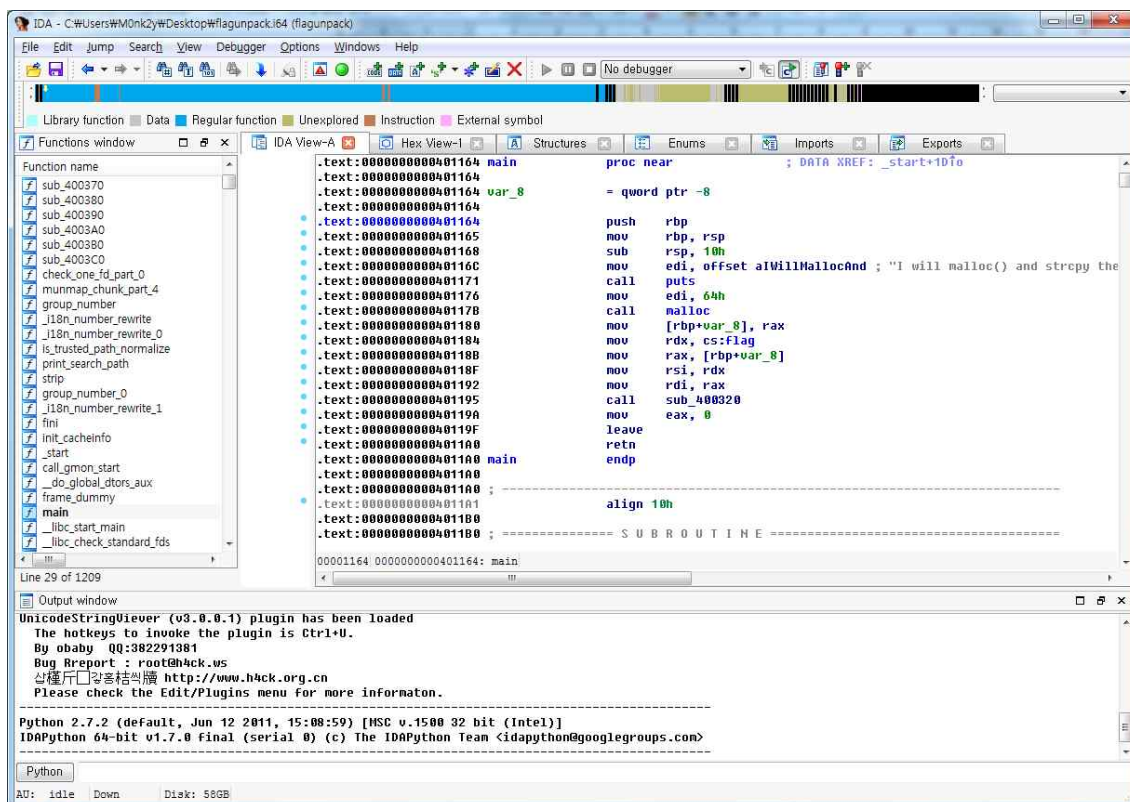 IDA - C:₩Users₩M0nk2y₩Desktop₩flagunpack.i64 (flagunpack)
File Edit Jump Search View Debugger Options Windows Help
No debugger
Library function Data Regular function Unexplored Instruction External symbol
Functions window
IDA View-A Hex View-1 Structures Enums Imports Exports
Function name
sub_400370
sub_400380
sub_400390
sub_4003A0
sub_4003B0
sub_4003C0
check_one_fd_part_0
munmap_chunk_part_4
group_number
_i18n_number_rewrite
_i18n_number_rewrite_0
is_trusted_path_normalize
print_search_path
strip
group_number_0
_i18n_number_rewrite_1
fini
init_cacheinfo
_start
call_gmon_start
__do_global_dtors_aux
frame_dummy
main
__libc_start_main
__libc_check_standard_fds
Line 29 of 1209
.text:0000000000401164 main proc near ; DATA XREF: _start+1D↑o
.text:0000000000401164
.text:0000000000401164 var_8 = qword ptr -8
.text:0000000000401164
.text:0000000000401164 push rbp
.text:0000000000401165 mov rbp, rsp
.text:0000000000401168 sub rsp, 10h
.text:000000000040116C mov edi, offset aIWillMallocAnd ; "I will malloc() and strcpy the
.text:0000000000401171 call puts
.text:0000000000401176 mov edi, 64h
.text:000000000040117B call malloc
.text:0000000000401180 mov [rbp+var_8], rax
.text:0000000000401184 mov rdx, cs:flag
.text:000000000040118B mov rax, [rbp+var_8]
.text:000000000040118F mov rsi, rdx
.text:0000000000401192 mov rdi, rax
.text:0000000000401195 call sub_400320
.text:000000000040119A mov eax, 0
.text:000000000040119F leave
.text:00000000004011A0 retn
.text:00000000004011A0 main endp
.text:00000000004011A0
.text:00000000004011A0 ; ---------------------------------------------------------------------------
.text:00000000004011A1 align 10h
.text:00000000004011B0
.text:00000000004011B0 ; =============== S U B R O U T I N E =======================================
00001164 0000000000401164: main
Output window
UnicodeStringViewer (v3.0.0.1) plugin has been loaded
The hotkeys to invoke the plugin is Ctrl+U.
By obaby QQ:382291381
Bug Rreport : root@h4ck.ws
http://www.h4ck.org.cn
Please check the Edit/Plugins menu for more informaton.
---------------------------------------------------------------------------------------------
Python 2.7.2 (default, Jun 12 2011, 15:08:59) [MSC v.1500 32 bit (Intel)]
IDAPython 64-bit v1.7.0 final (serial 0) (c) The IDAPython Team <idapython@googlegroups.com>
---------------------------------------------------------------------------------------------
Python
AU: idle Down Disk: 58GB